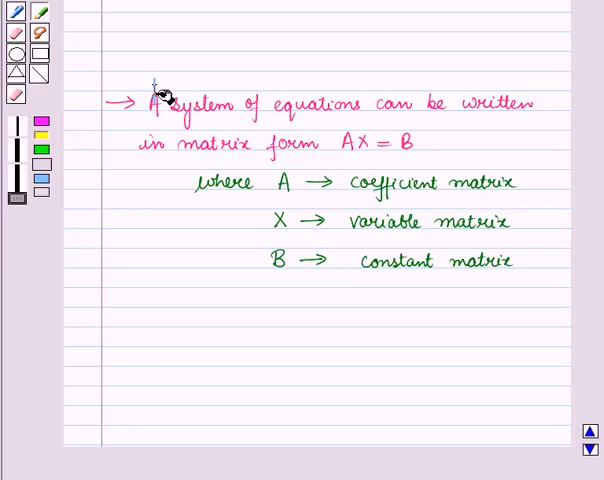 → A system of equations can be written
in matrix form AX = B
where A → coefficient matrix
X → variable matrix
B → constant matrix